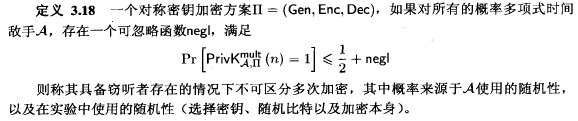 定义 3.18 一个对称密钥加密方案Π = (Gen, Enc, Dec)，如果对所有的概率多项式时间
敌手𝒜，存在一个可忽略函数negl，满足
Pr[PrivK^{mult}_{𝒜,Π}(n) = 1] ⩽ 1/2 + negl
则称其具备窃听者存在的情况下不可区分多次加密，其中概率来源于𝒜使用的随机性，
以及在实验中使用的随机性（选择密钥、随机比特以及加密本身）。